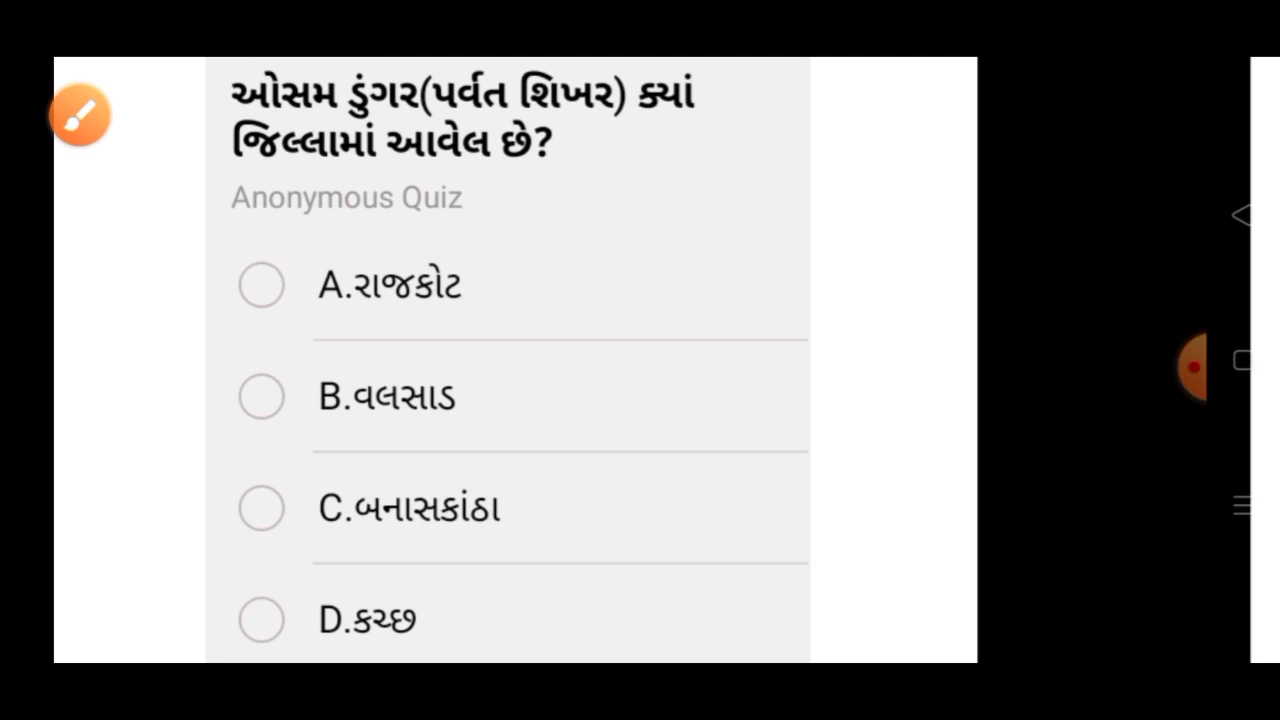 ઓસમ ડુંગર(પર્વત શિખર) ક્યાં
જિલ્લામાં આવેલ છે?
Anonymous Quiz
A.રાજકોટ
B.વલસાડ
C.બનાસકાંઠા
D.કચ્છ